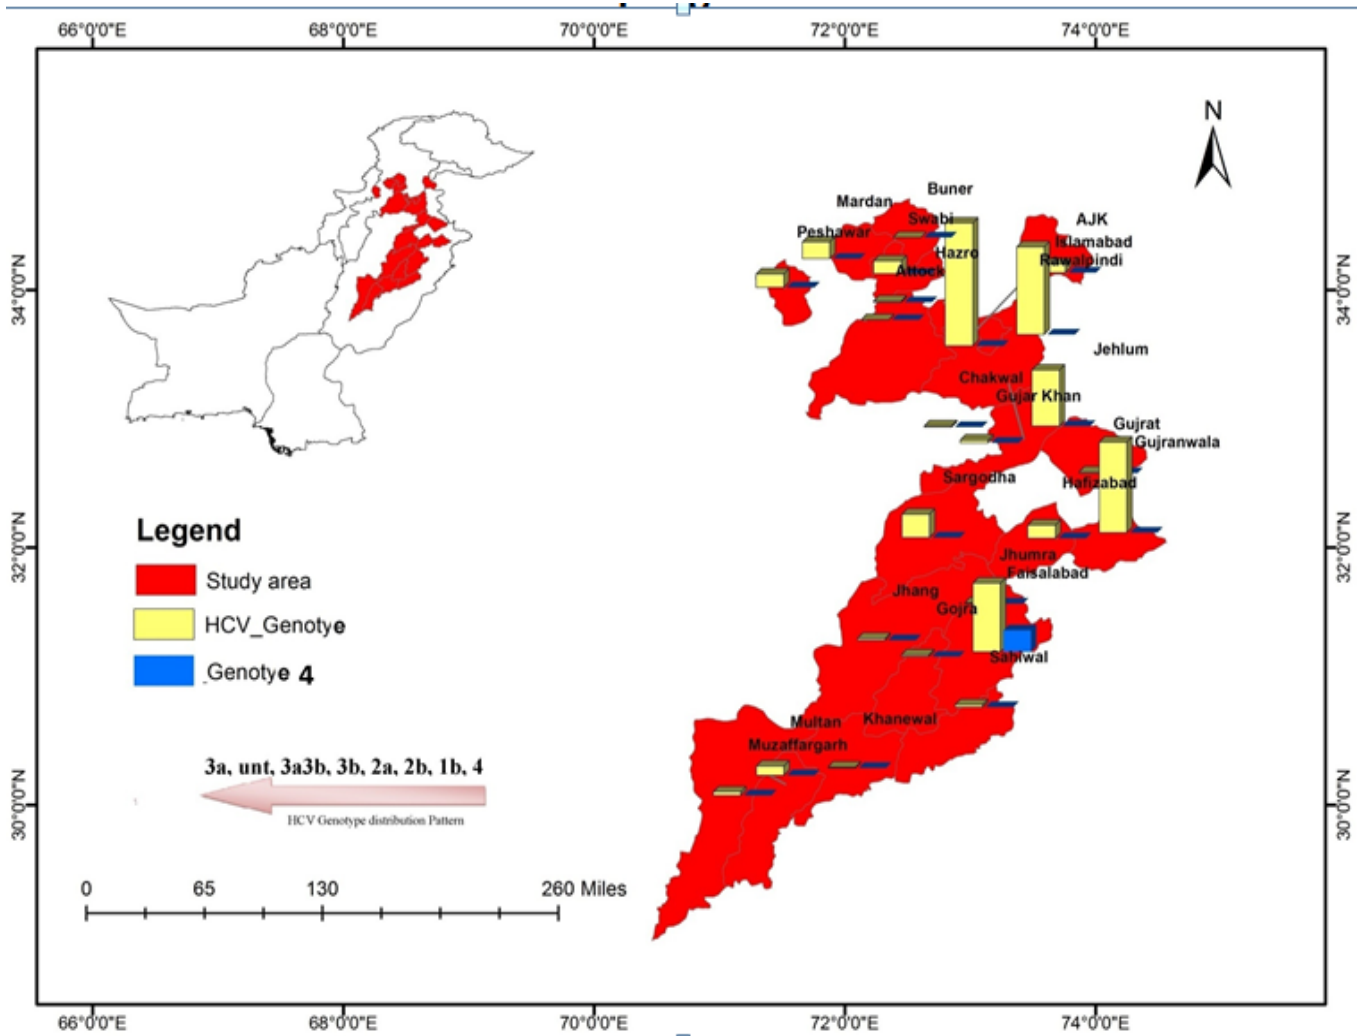 66°0'0"E 68°0'0"E 70°0'0"E 72°0'0"E 74°0'0"E
N
Buner
Mardan
Swabi
AJK
Peshawar
Islamabad
Hazro
Rawalpindi
Attock
34°0'0"N
34°0'0"N
Jehlum
Chakwal
Gujar Khan
Gujrat
Gujranwala
Sargodha
Hafizabad
Legend
32°0'0"N
32°0'0"N
Jhumra
Faisalabad
Study area
Jhang
Gojra
HCV_Genotye
Sahiwal
_Genotye 4
Multan
Khanewal
Muzaffargarh
3a, unt, 3a3b, 3b, 2a, 2b, 1b, 4
HCV Genotype distribution Pattern
30°0'0"N
30°0'0"N
0 65 130 260 Miles
66°0'0"E 68°0'0"E 70°0'0"E 72°0'0"E 74°0'0"E